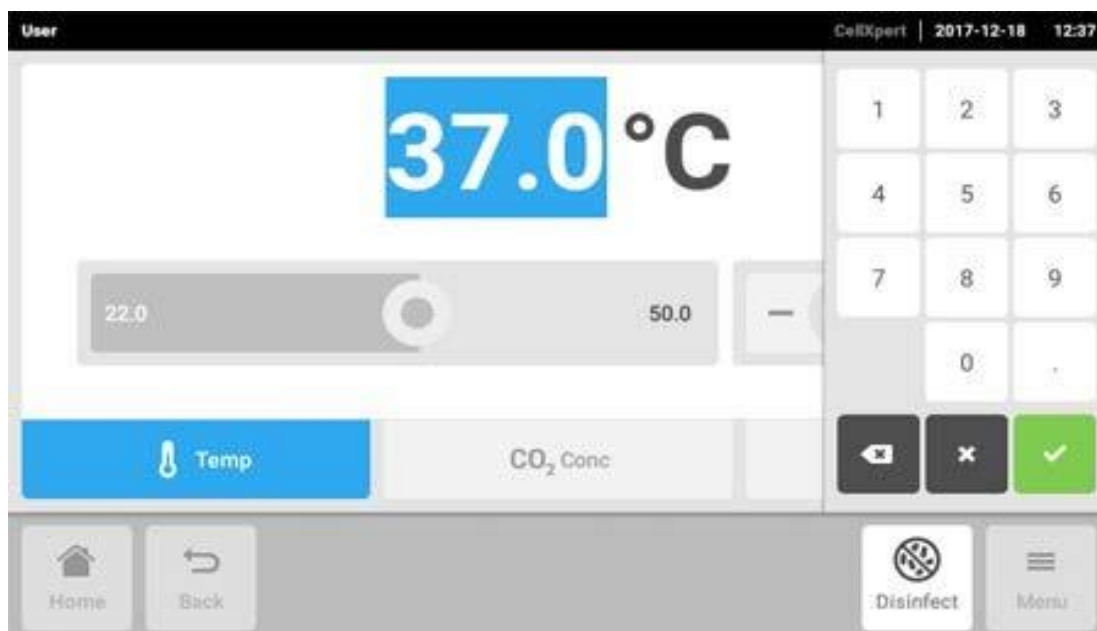 User
CellXpert | 2017-12-18 12:37
37.0 °C
22.0
50.0
−
Temp
CO₂ Conc
1 2 3
4 5 6
7 8 9
0 .
Home
Back
Disinfect
Menu